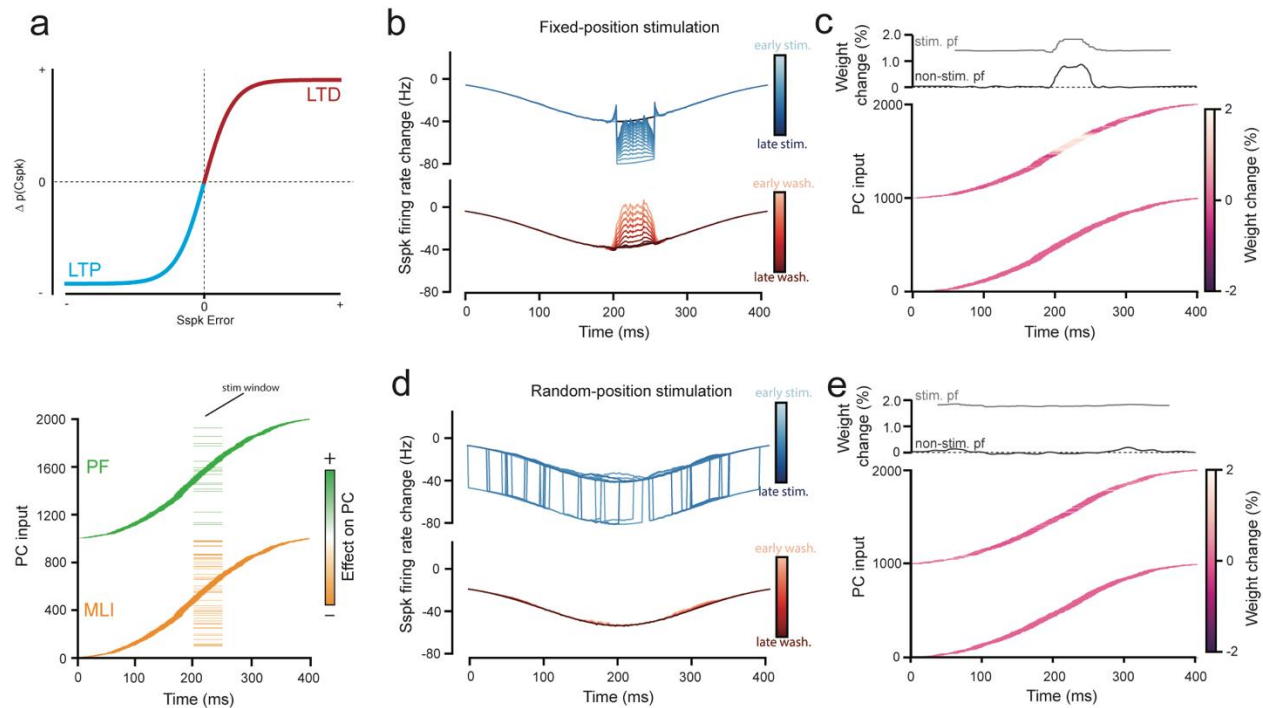 a
+
LTD
Δ p(Cspk)
0
LTP
-
-
0
+
Sspk Error
stim window
2000
PF
1600
+
PC input
1200
Effect on PC
800
MLI
400
–
0
0
100
200
300
400
Time (ms)
b
Fixed-position stimulation
early stim.
0
-40
late stim.
-80
Sspk firing rate change (Hz)
early wash.
0
-40
late wash.
-80
0
100
200
300
400
Time (ms)
c
2.0
stim. pf
Weight change (%)
1.0
non-stim. pf
0
2000
2
PC input
1000
0
Weight change (%)
0
-2
0
100
200
300
400
Time (ms)
d
Random-position stimulation
early stim.
0
-40
late stim.
-80
Sspk firing rate change (Hz)
early wash.
0
-40
late wash.
-80
0
100
200
300
400
Time (ms)
e
stim. pf
2.0
Weight change (%)
1.0
non-stim. pf
0
2000
2
PC input
1000
0
Weight change (%)
0
-2
0
100
200
300
400
Time (ms)